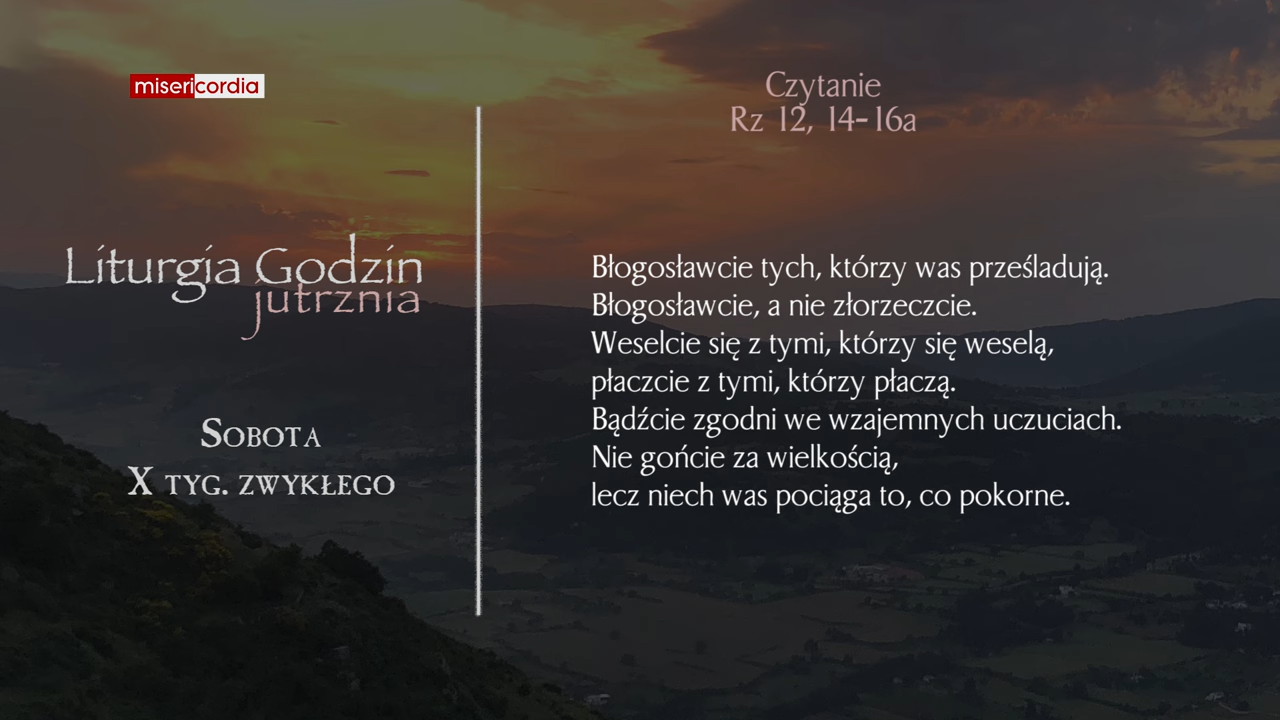 misericordia
Liturgia Godzin
jutrznia
Sobota
X tyg. zwykłego
Czytanie
Rz 12, 14-16a
Błogosławcie tych, którzy was prześladują.
Błogosławcie, a nie złorzeczcie.
Weselcie się z tymi, którzy się weselą,
płaczcie z tymi, którzy płaczą.
Bądźcie zgodni we wzajemnych uczuciach.
Nie gońcie za wielkością,
lecz niech was pociąga to, co pokorne.